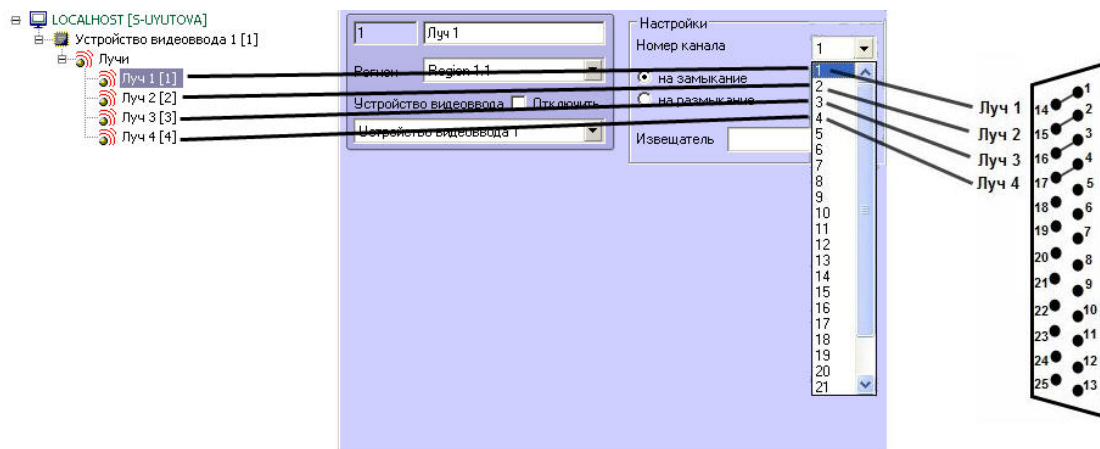 LOCALHOST [S-UYUTOVA]
Устройство видеоввода 1 [1]
Лучи
Луч 1 [1]
Луч 2 [2]
Луч 3 [3]
Луч 4 [4]
1
Луч 1
Регион
Region 1.1
Устройство видеоввода
Отключить
Устройство видеоввода 1
Настройки
Номер канала
1
на замыкание
на размыкание
Извещатель
1
2
3
4
5
6
7
8
9
10
11
12
13
14
15
16
17
18
19
20
21
Луч 1
Луч 2
Луч 3
Луч 4
1
14
2
15
3
16
4
17
5
18
6
19
7
20
8
21
9
22
10
23
11
24
12
25
13